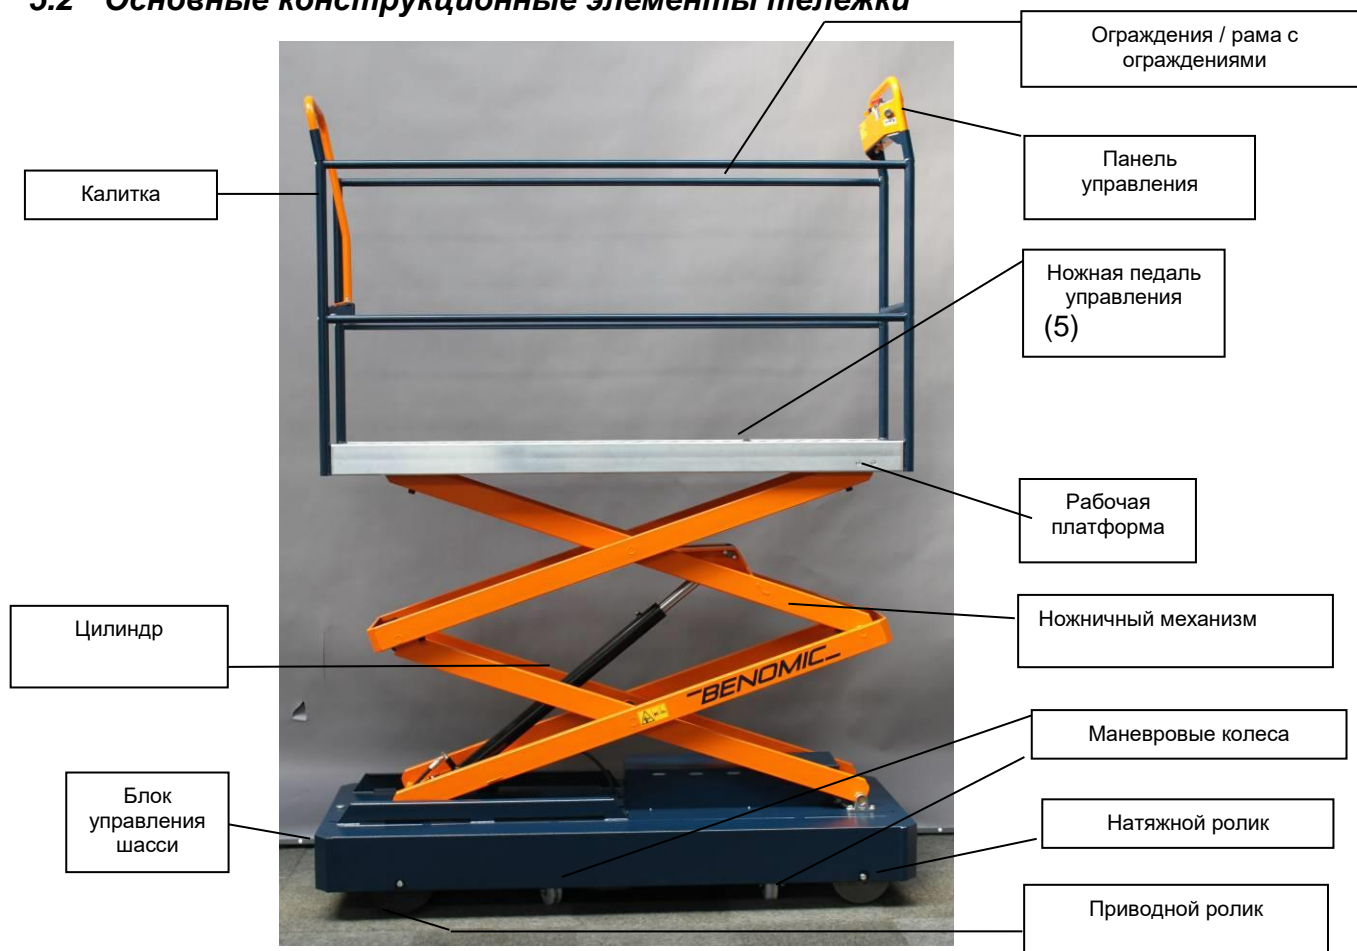 5.2 Основные конструкционные элементы тележки
Ограждения / рама с
ограждениями
Панель
управления
Калитка
Ножная педаль
управления
(5)
Рабочая
платформа
Ножничный механизм
Цилиндр
BENOMIC
Маневровые колеса
Блок
управления
шасси
Натяжной ролик
Приводной ролик